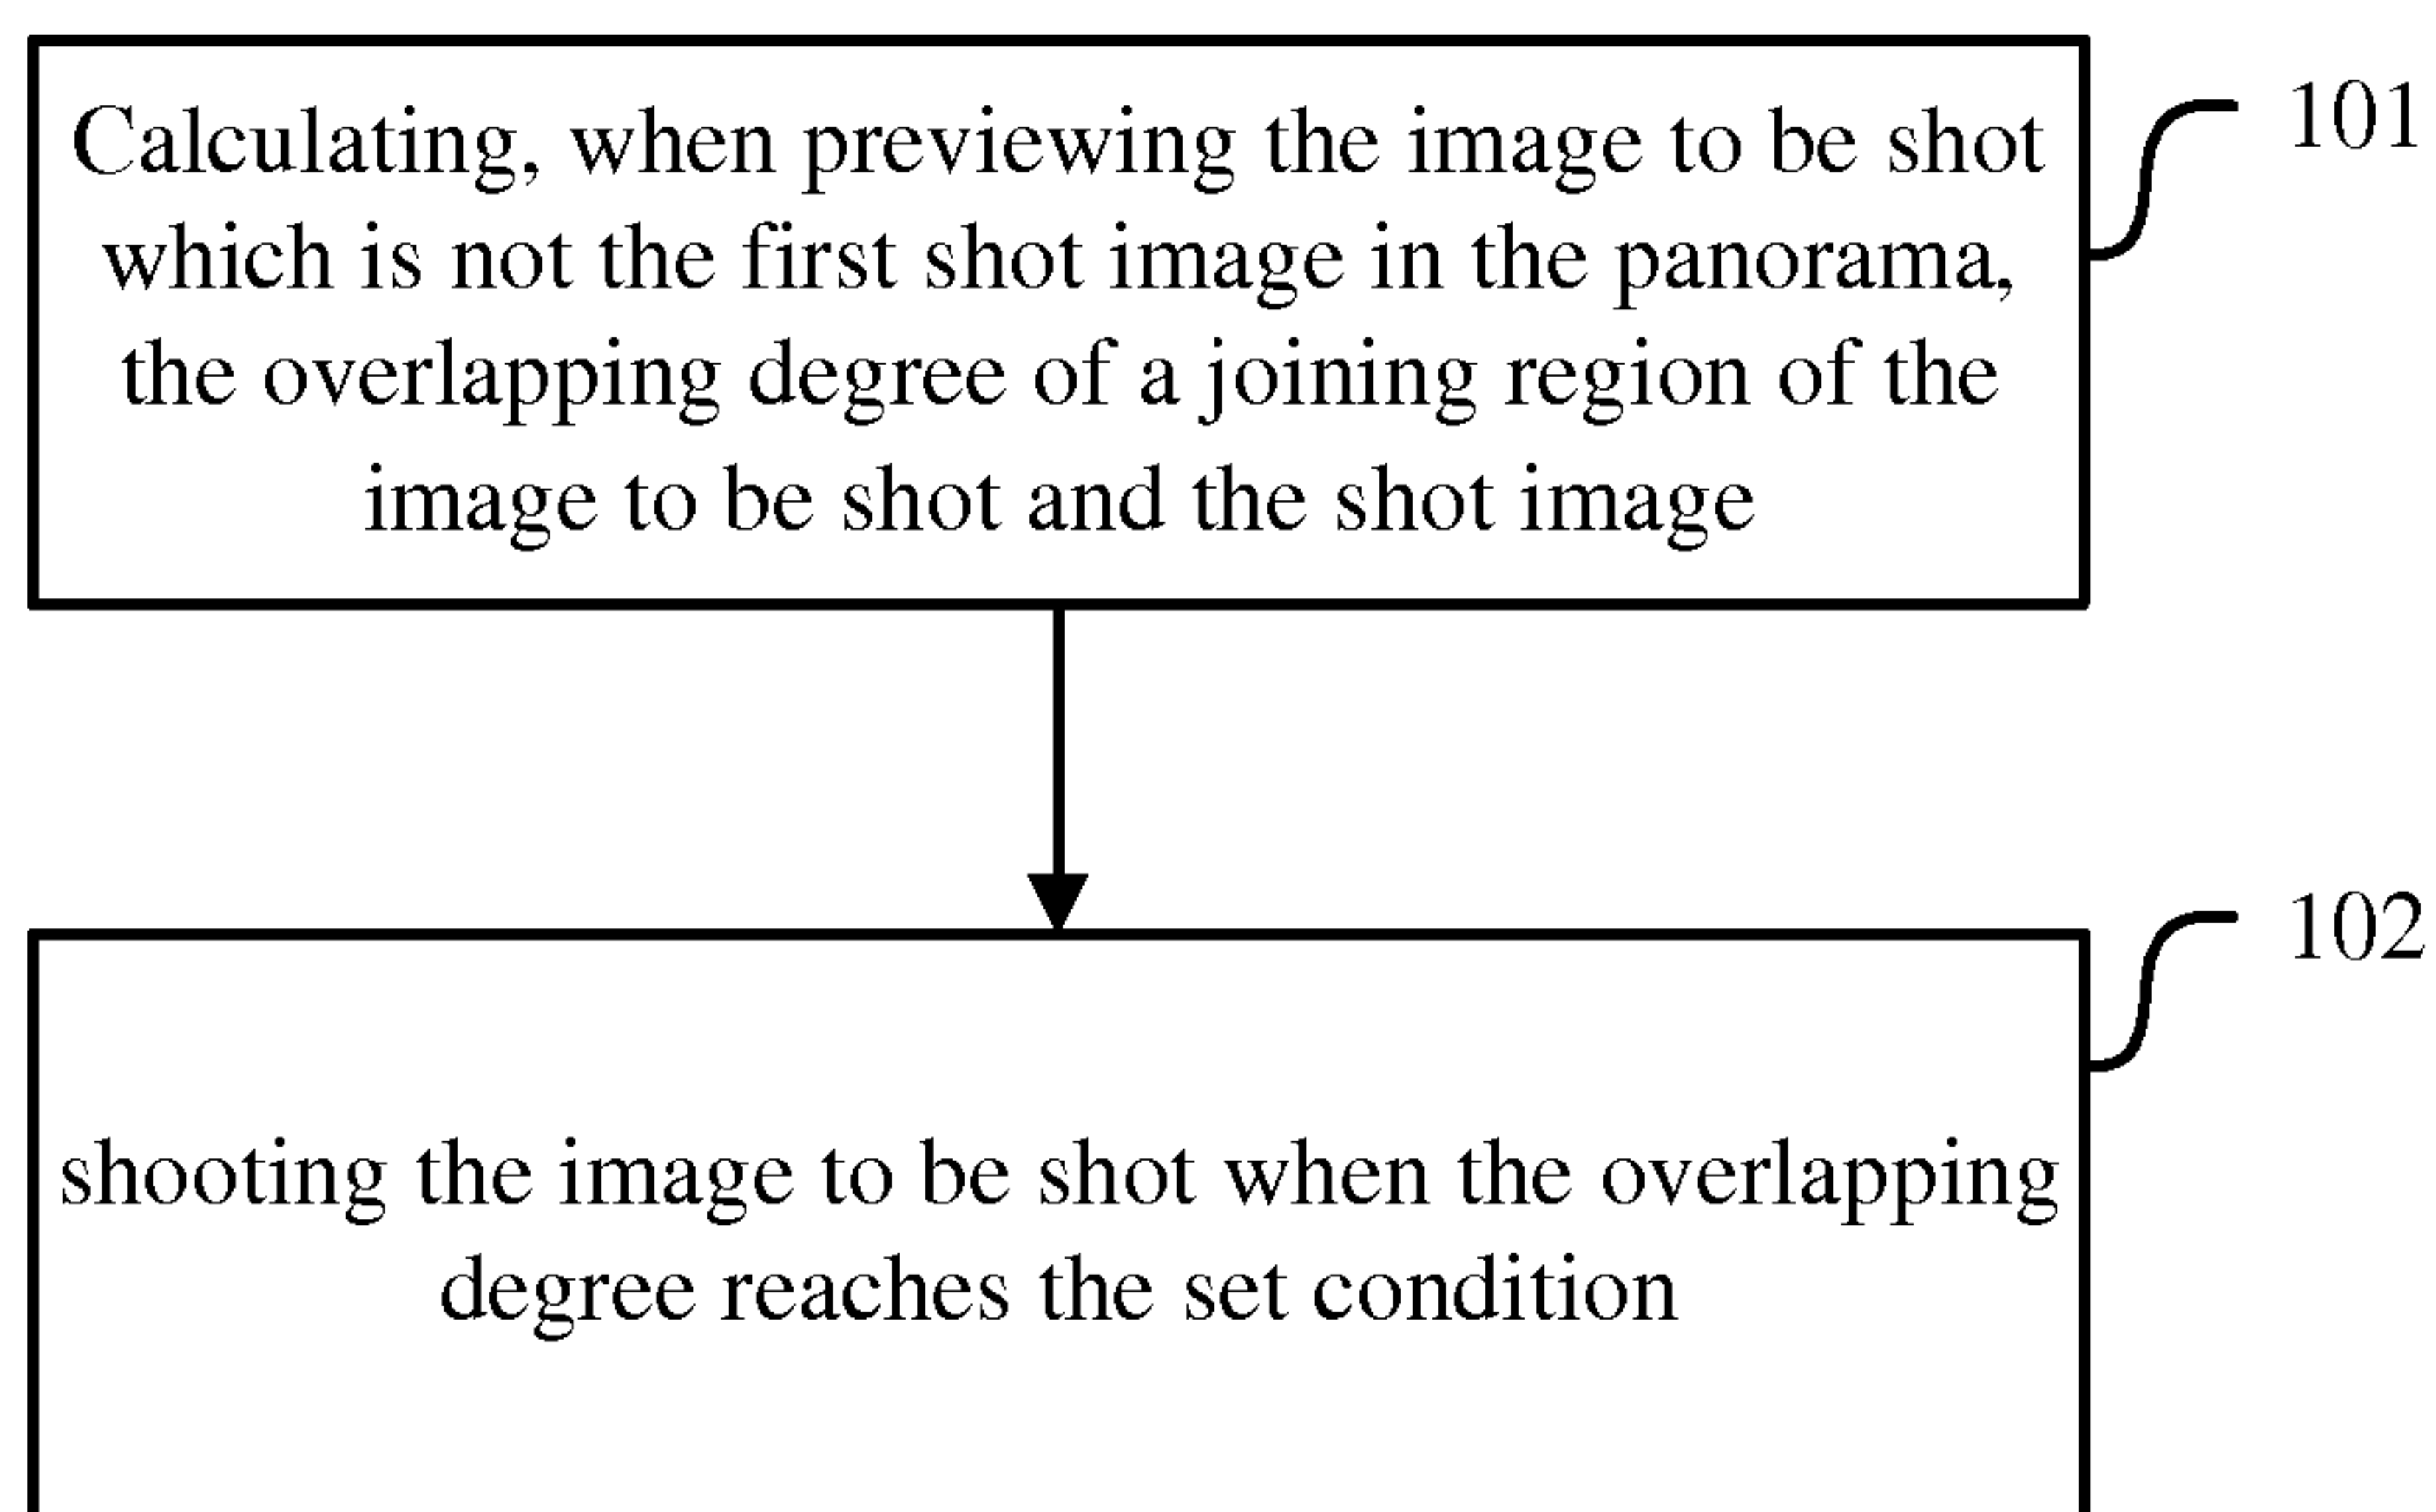 Calculating, when previewing the image to be shot
which is not the first shot image in the panorama,
the overlapping degree of a joining region of the
image to be shot and the shot image
101
102
shooting the image to be shot when the overlapping
degree reaches the set condition